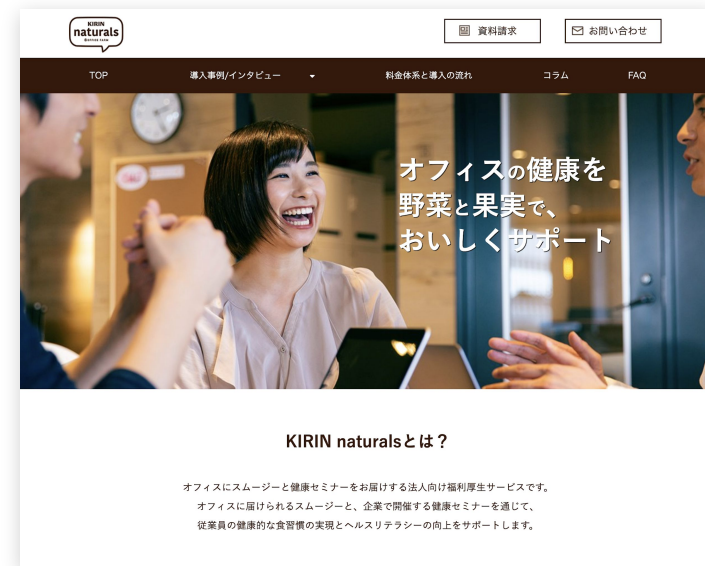 KIRIN
naturals
資料請求
お問い合わせ
TOP
導入事例/インタビュー
料金体系と導入の流れ
コラム
FAQ
オフィスの健康を
野菜と果実で、
おいしくサポート
KIRIN naturalsとは？
オフィスにスムージーと健康セミナーをお届けする法人向け福利厚生サービスです。
オフィスに届けられるスムージーと、企業で開催する健康セミナーを通じて、
従業員の健康的な食習慣の実現とヘルスリテラシーの向上をサポートします。